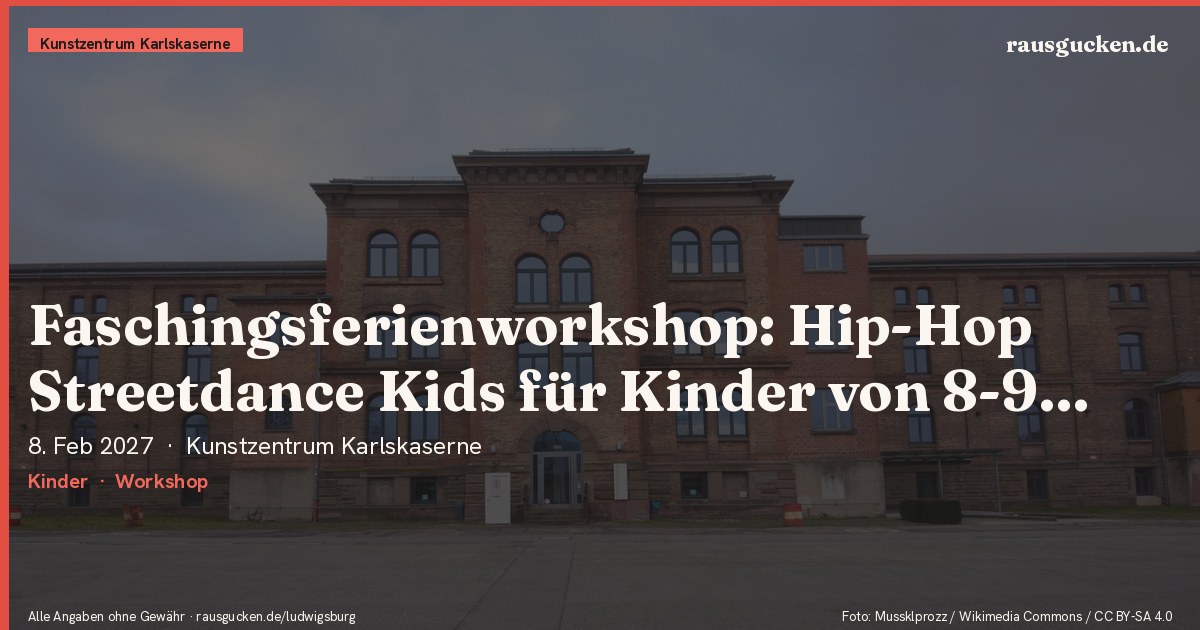 Kunstzentrum Karlskaserne
rausgucken.de
Faschingsferienworkshop: Hip-Hop
Streetdance Kids für Kinder von 8-9...
8. Feb 2027 · Kunstzentrum Karlskaserne
Kinder · Workshop
Alle Angaben ohne Gewähr · rausgucken.de/ludwigsburg
Foto: Mussklprozz / Wikimedia Commons / CC BY-SA 4.0